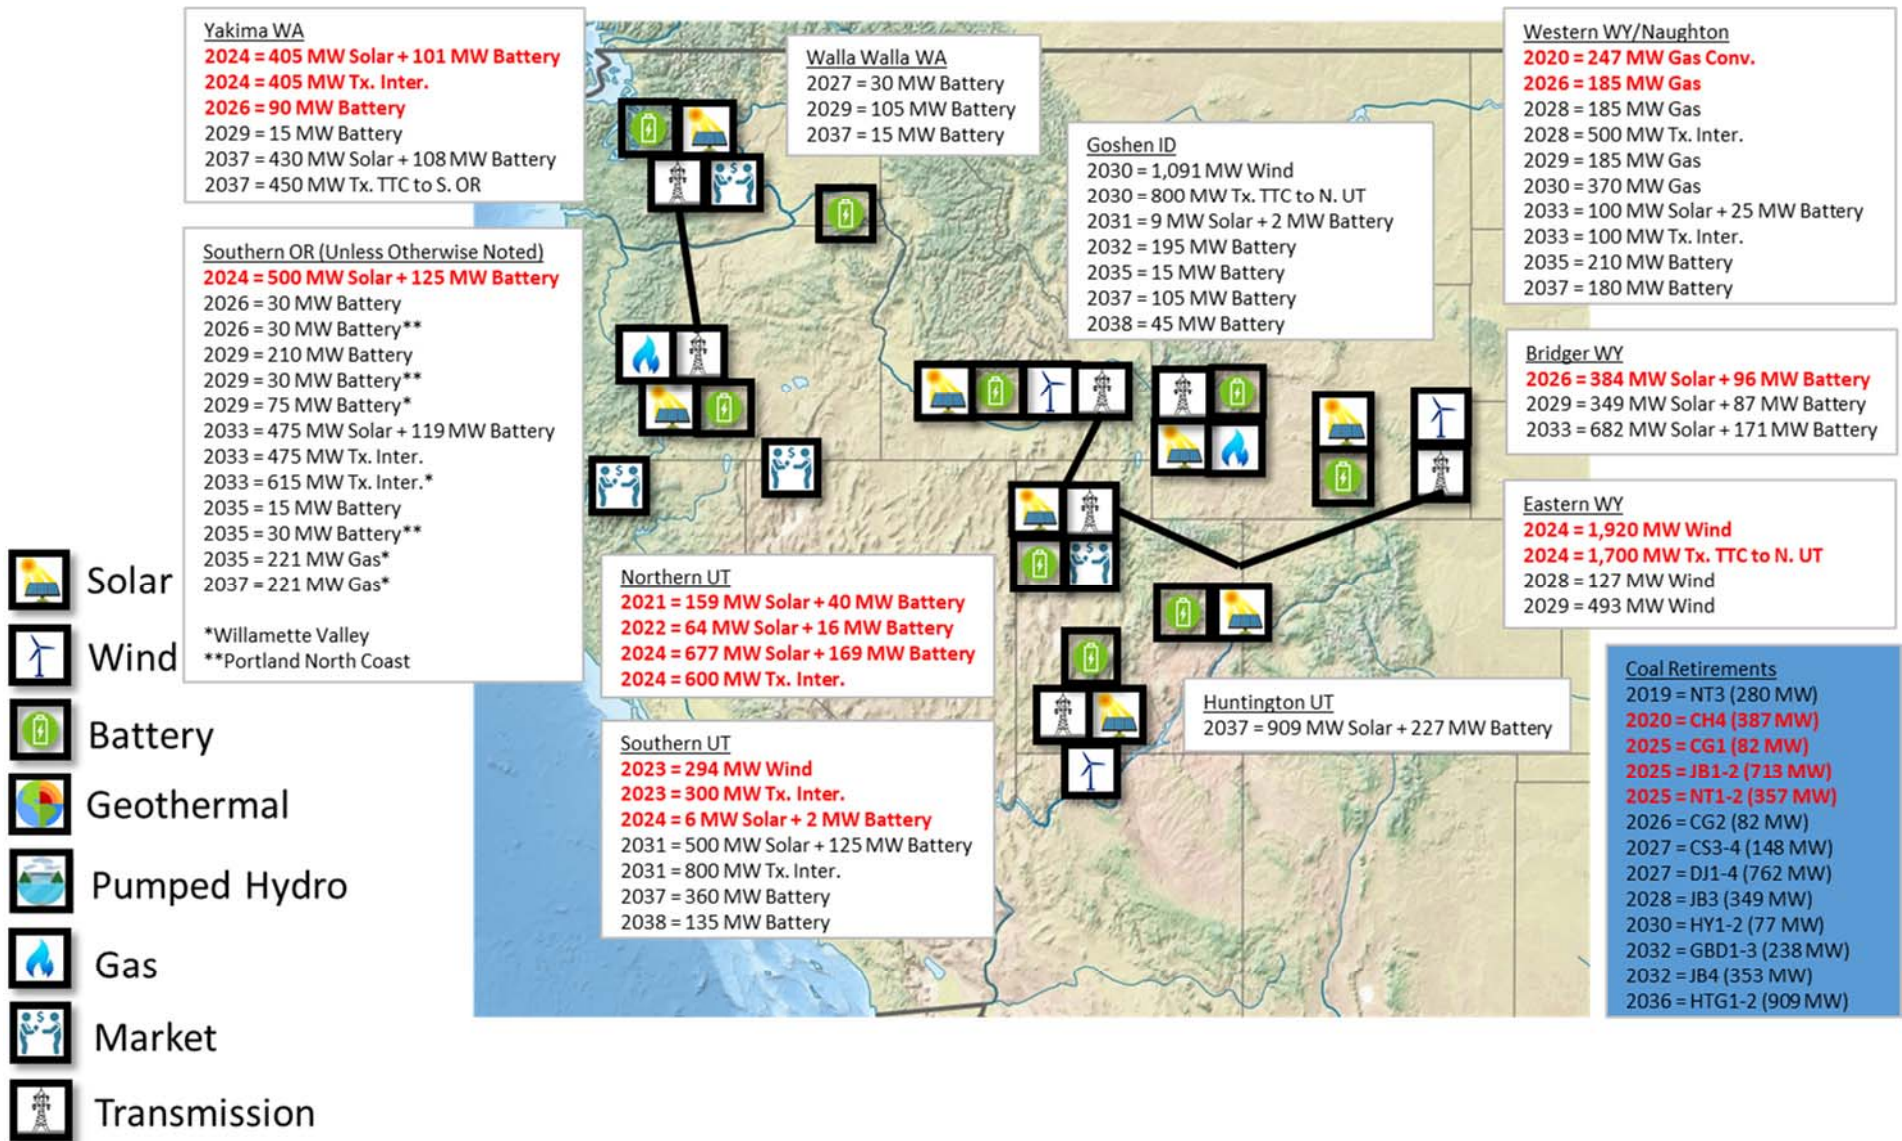 Yakima WA
2024 = 405 MW Solar + 101 MW Battery
2024 = 405 MW Tx. Inter.
2026 = 90 MW Battery
2029 = 15 MW Battery
2037 = 430 MW Solar + 108 MW Battery
2037 = 450 MW Tx. TTC to S. OR
Walla Walla WA
2027 = 30 MW Battery
2029 = 105 MW Battery
2037 = 15 MW Battery
Goshen ID
2030 = 1,091 MW Wind
2030 = 800 MW Tx. TTC to N. UT
2031 = 9 MW Solar + 2 MW Battery
2032 = 195 MW Battery
2035 = 15 MW Battery
2037 = 105 MW Battery
2038 = 45 MW Battery
Western WY/Naughton
2020 = 247 MW Gas Conv.
2026 = 185 MW Gas
2028 = 185 MW Gas
2028 = 500 MW Tx. Inter.
2029 = 185 MW Gas
2030 = 370 MW Gas
2033 = 100 MW Solar + 25 MW Battery
2033 = 100 MW Tx. Inter.
2035 = 210 MW Battery
2037 = 180 MW Battery
Southern OR (Unless Otherwise Noted)
2024 = 500 MW Solar + 125 MW Battery
2026 = 30 MW Battery
2026 = 30 MW Battery**
2029 = 210 MW Battery
2029 = 30 MW Battery**
2029 = 75 MW Battery*
2033 = 475 MW Solar + 119 MW Battery
2033 = 475 MW Tx. Inter.
2033 = 615 MW Tx. Inter.*
2035 = 15 MW Battery
2035 = 30 MW Battery**
2035 = 221 MW Gas*
2037 = 221 MW Gas*
*Willamette Valley
**Portland North Coast
Bridger WY
2026 = 384 MW Solar + 96 MW Battery
2029 = 349 MW Solar + 87 MW Battery
2033 = 682 MW Solar + 171 MW Battery
Eastern WY
2024 = 1,920 MW Wind
2024 = 1,700 MW Tx. TTC to N. UT
2028 = 127 MW Wind
2029 = 493 MW Wind
Northern UT
2021 = 159 MW Solar + 40 MW Battery
2022 = 64 MW Solar + 16 MW Battery
2024 = 677 MW Solar + 169 MW Battery
2024 = 600 MW Tx. Inter.
Huntington UT
2037 = 909 MW Solar + 227 MW Battery
Southern UT
2023 = 294 MW Wind
2023 = 300 MW Tx. Inter.
2024 = 6 MW Solar + 2 MW Battery
2031 = 500 MW Solar + 125 MW Battery
2031 = 800 MW Tx. Inter.
2037 = 360 MW Battery
2038 = 135 MW Battery
Coal Retirements
2019 = NT3 (280 MW)
2020 = CH4 (387 MW)
2025 = CG1 (82 MW)
2025 = JB1-2 (713 MW)
2025 = NT1-2 (357 MW)
2026 = CG2 (82 MW)
2027 = CS3-4 (148 MW)
2027 = DJ1-4 (762 MW)
2028 = JB3 (349 MW)
2030 = HY1-2 (77 MW)
2032 = GBD1-3 (238 MW)
2032 = JB4 (353 MW)
2036 = HTG1-2 (909 MW)
Solar
Wind
Battery
Geothermal
Pumped Hydro
Gas
Market
Transmission